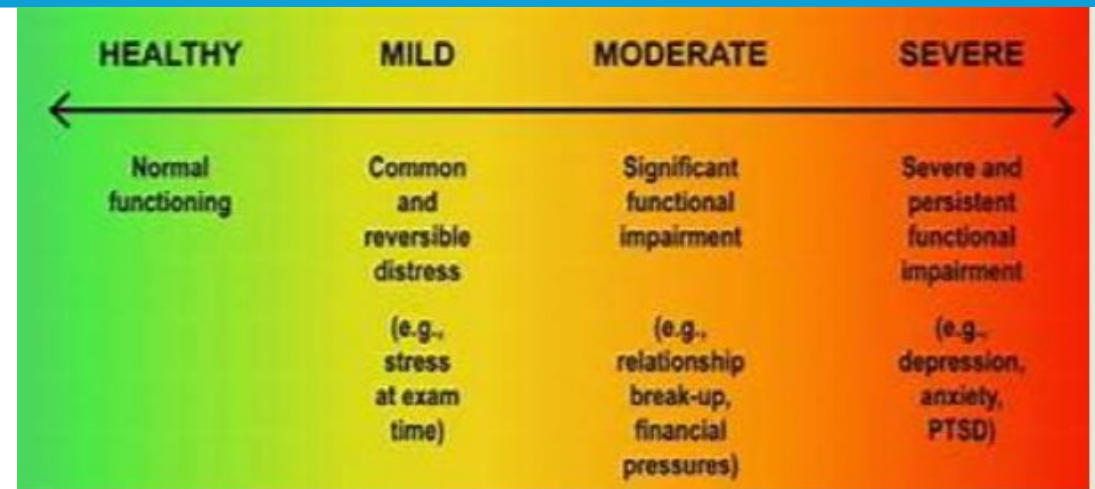 HEALTHY
MILD
MODERATE
SEVERE
Normal
functioning
Common
and
reversible
distress
(e.g.,
stress
at exam
time)
Significant
functional
impairment
(e.g.,
relationship
break-up,
financial
pressures)
Severe and
persistent
functional
impairment
(e.g.,
depression,
anxiety,
PTSD)